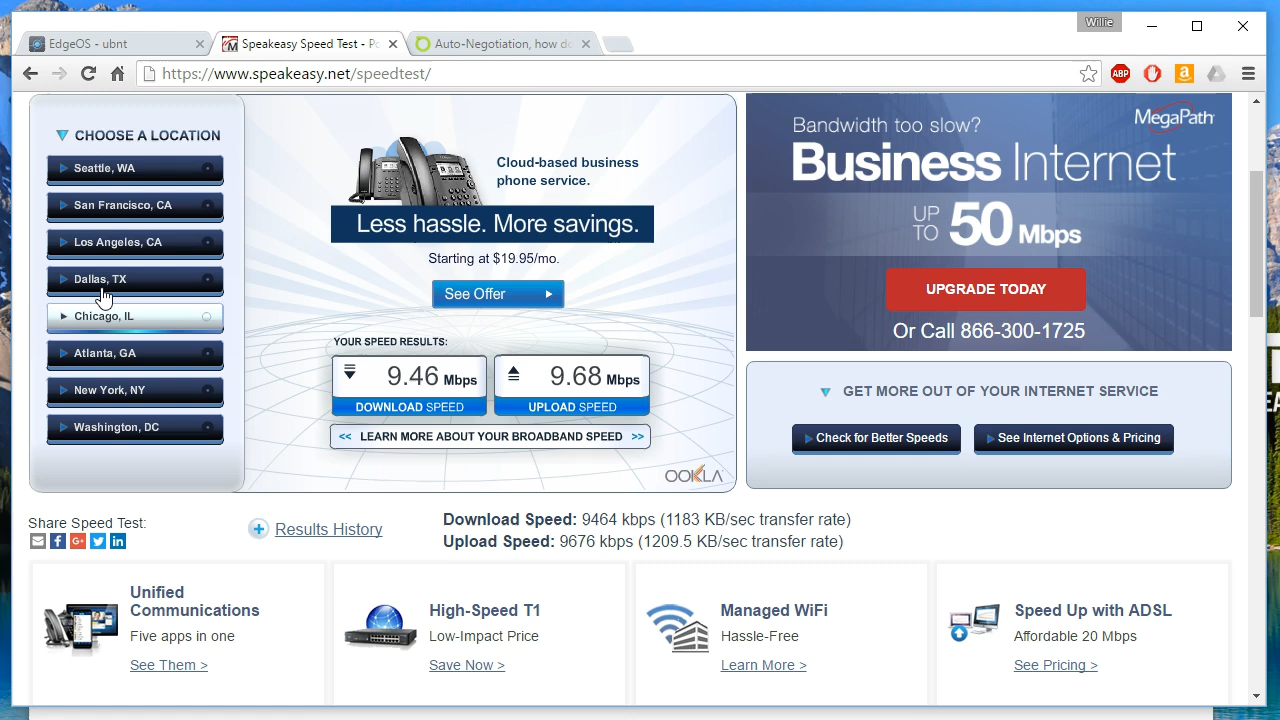 Willie
EdgeOS - ubnt
Speakeasy Speed Test - Po
Auto-Negotiation, how do
https://www.speakeasy.net/speedtest/
ABP
CHOOSE A LOCATION
Seattle, WA
San Francisco, CA
Los Angeles, CA
Dallas, TX
Chicago, IL
Atlanta, GA
New York, NY
Washington, DC
Cloud-based business
phone service.
Less hassle. More savings.
Starting at $19.95/mo.
See Offer
YOUR SPEED RESULTS:
9.46 Mbps
DOWNLOAD SPEED
9.68 Mbps
UPLOAD SPEED
<< LEARN MORE ABOUT YOUR BROADBAND SPEED >>
OOKLA
MegaPath
Bandwidth too slow?
Business Internet
UP TO 50 Mbps
UPGRADE TODAY
Or Call 866-300-1725
GET MORE OUT OF YOUR INTERNET SERVICE
Check for Better Speeds
See Internet Options & Pricing
Share Speed Test:
Results History
Download Speed: 9464 kbps (1183 KB/sec transfer rate)
Upload Speed: 9676 kbps (1209.5 KB/sec transfer rate)
Unified
Communications
Five apps in one
See Them >
High-Speed T1
Low-Impact Price
Save Now >
Managed WiFi
Hassle-Free
Learn More >
Speed Up with ADSL
Affordable 20 Mbps
See Pricing >